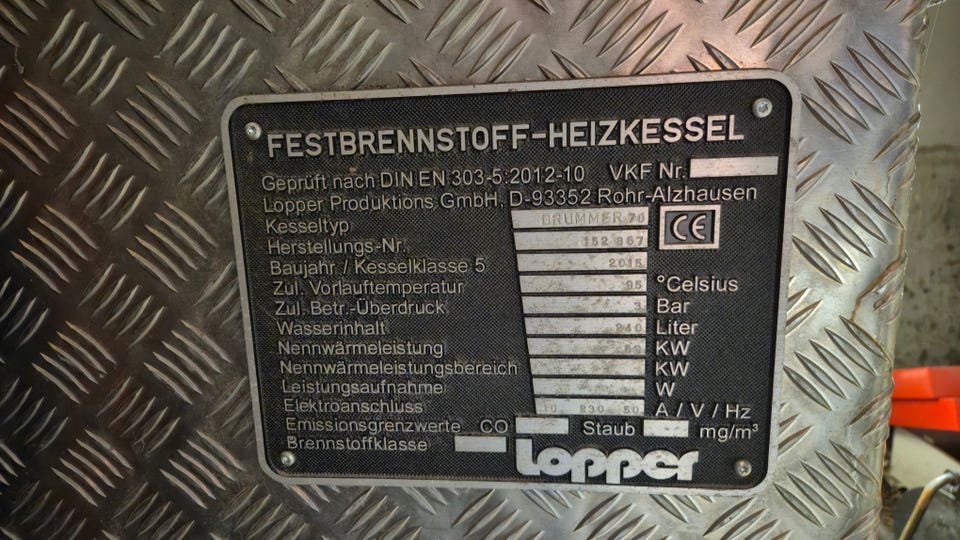 FESTBRENNSTOFF-HEIZKESSEL
Geprüft nach DIN EN 303-5:2012-10 VKF Nr.
Lopper Produktions GmbH, D-93352 Rohr-Alzhausen
Kesseltyp DRUMMER 70
Herstellungs-Nr. 152 867 CE
Baujahr / Kesselklasse 5 2015
Zul. Vorlauftemperatur 95 °Celsius
Zul. Betr.-Überdruck 3 Bar
Wasserinhalt 240 Liter
Nennwärmeleistung KW
Nennwärmeleistungsbereich KW
Leistungsaufnahme W
Elektroanschluss 10 230 50 A / V / Hz
Emissionsgrenzwerte CO Staub mg/m³
Brennstoffklasse
Lopper